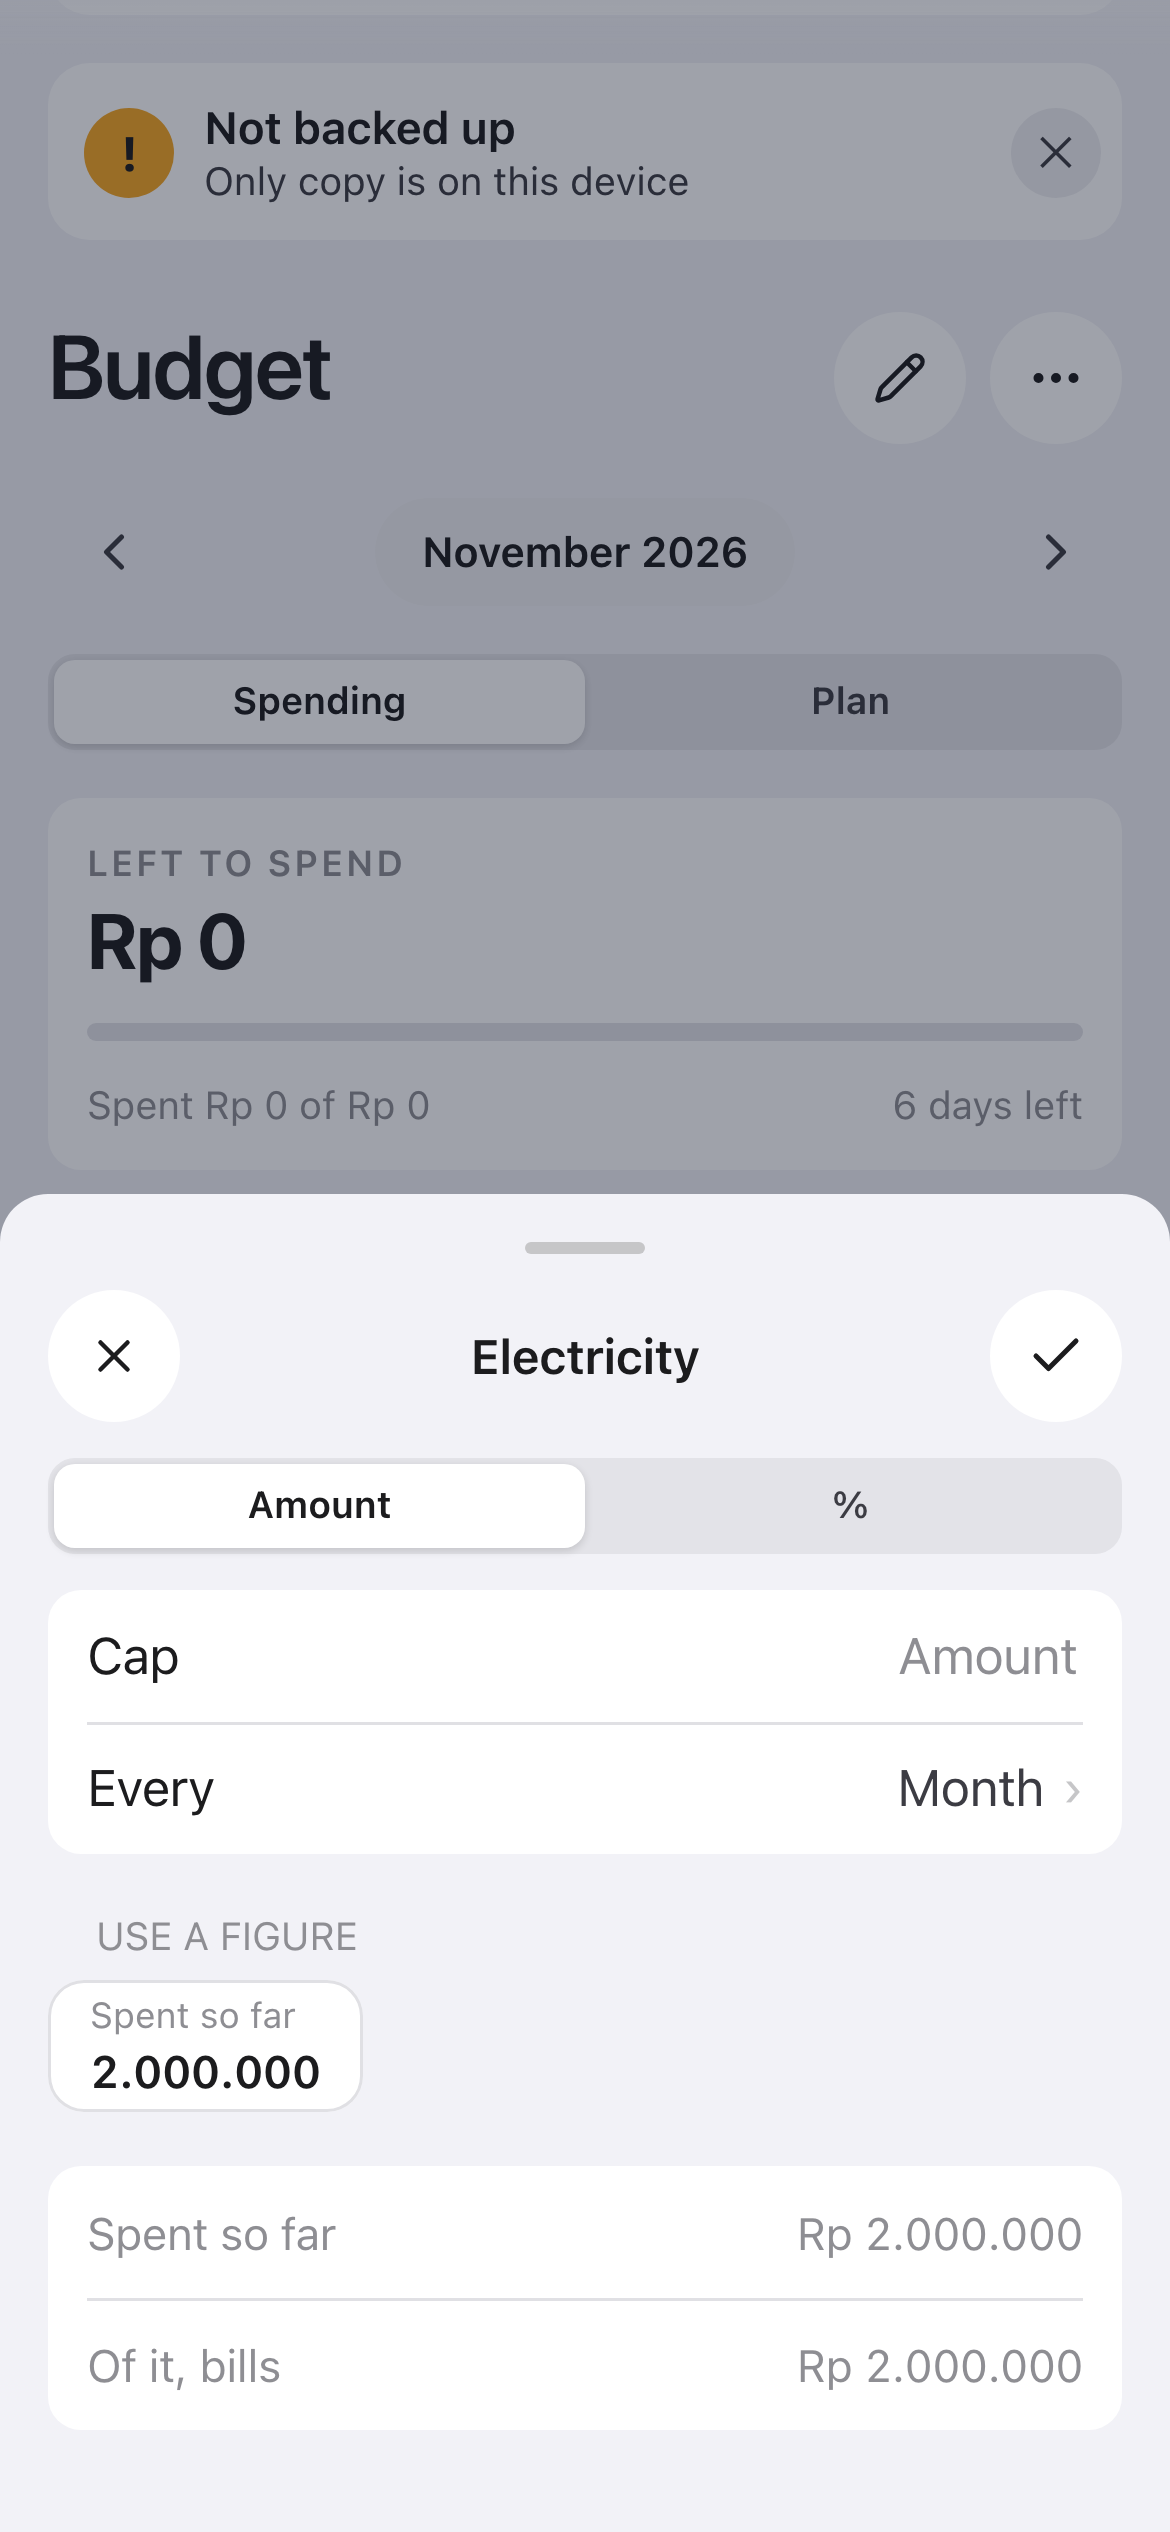 Not backed up
Only copy is on this device
Budget
November 2026
Spending
Plan
LEFT TO SPEND
Rp 0
Spent Rp 0 of Rp 0
6 days left
Electricity
Amount
%
Cap
Amount
Every
Month
USE A FIGURE
Spent so far
2.000.000
Spent so far
Rp 2.000.000
Of it, bills
Rp 2.000.000